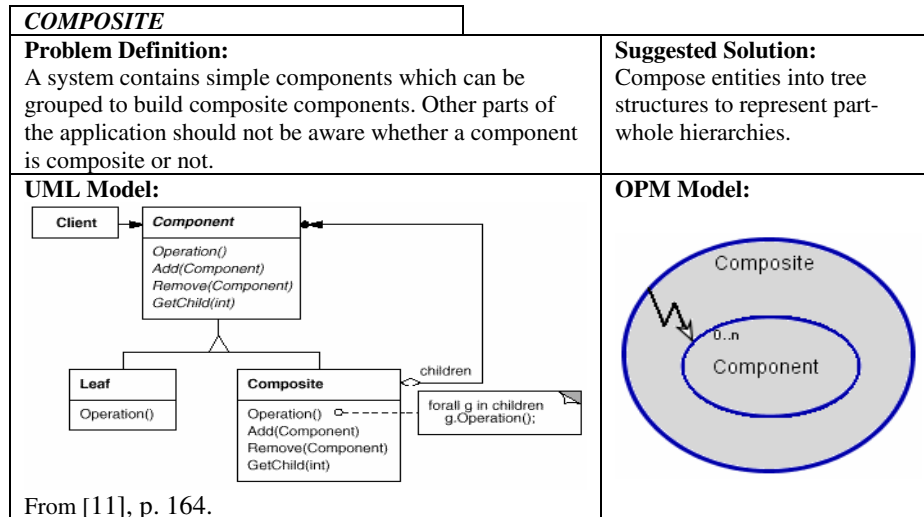 COMPOSITE
Problem Definition:
A system contains simple components which can be
grouped to build composite components. Other parts of
the application should not be aware whether a component
is composite or not.
Suggested Solution:
Compose entities into tree
structures to represent part-
whole hierarchies.
UML Model:
Client
Component
Operation()
Add(Component)
Remove(Component)
GetChild(int)
Leaf
Operation()
Composite
Operation()
Add(Component)
Remove(Component)
GetChild(int)
children
forall g in children
g.Operation();
From [11], p. 164.
OPM Model:
Composite
0..n
Component